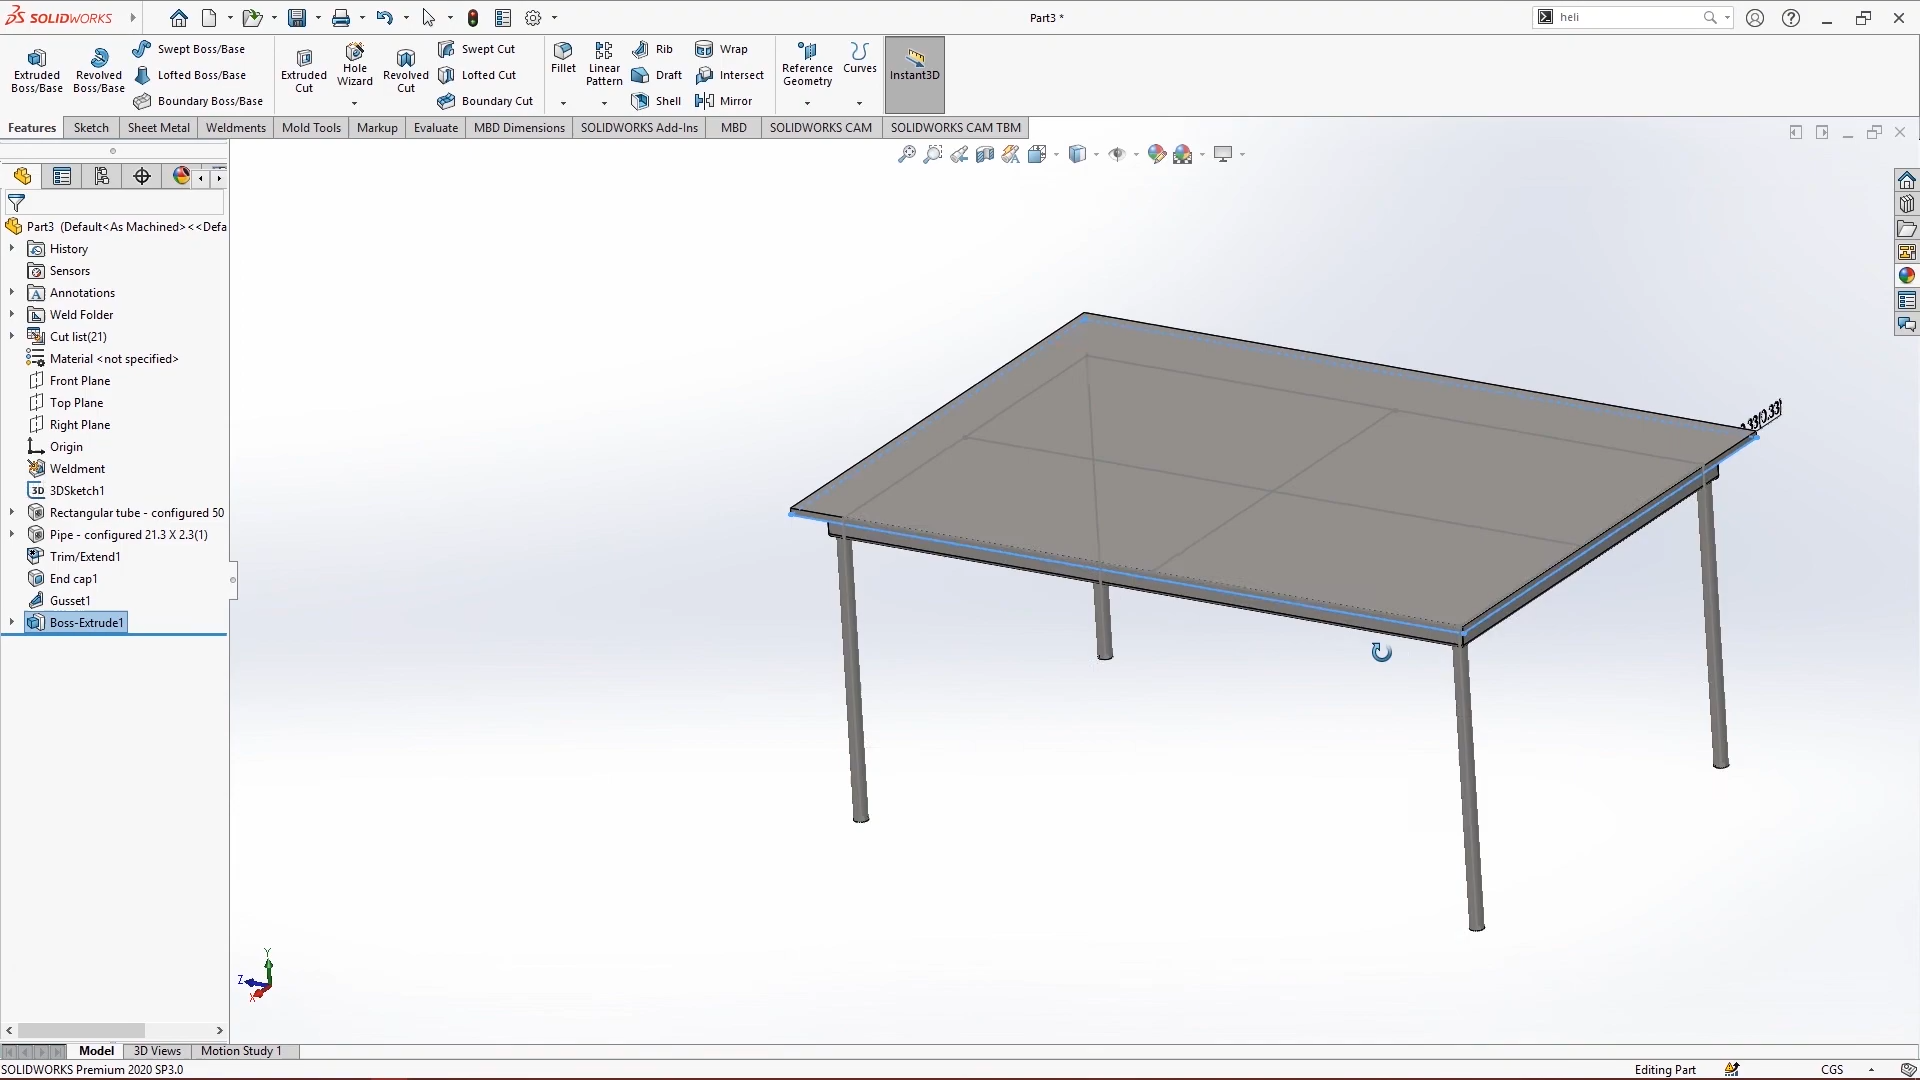 SOLIDWORKS
Part3 *
heli
Extruded Boss/Base
Revolved Boss/Base
Swept Boss/Base
Lofted Boss/Base
Boundary Boss/Base
Extruded Cut
Hole Wizard
Revolved Cut
Swept Cut
Lofted Cut
Boundary Cut
Fillet
Linear Pattern
Rib
Draft
Shell
Wrap
Intersect
Mirror
Reference Geometry
Curves
Instant3D
Features Sketch Sheet Metal Weldments Mold Tools Markup Evaluate MBD Dimensions SOLIDWORKS Add-Ins MBD SOLIDWORKS CAM SOLIDWORKS CAM TBM
Part3 (Default<As Machined><<Defa
History
Sensors
A Annotations
Weld Folder
Cut list(21)
Material <not specified>
Front Plane
Top Plane
Right Plane
Origin
Weldment
3D 3DSketch1
Rectangular tube - configured 50
Pipe - configured 21.3 X 2.3(1)
Trim/Extend1
End cap1
Gusset1
Boss-Extrude1
Y
Z
X
Model 3D Views Motion Study 1
SOLIDWORKS Premium 2020 SP3.0
Editing Part
CGS